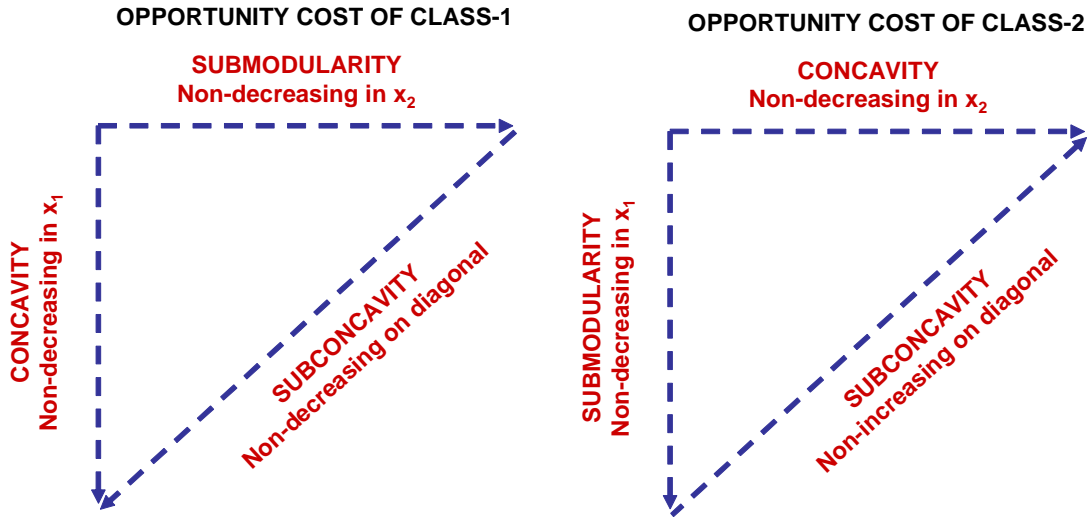 OPPORTUNITY COST OF CLASS-1
SUBMODULARITY
Non-decreasing in x₂
CONCAVITY
Non-decreasing in x₁
SUBCONCAVITY
Non-decreasing on diagonal
OPPORTUNITY COST OF CLASS-2
CONCAVITY
Non-decreasing in x₂
SUBMODULARITY
Non-decreasing in x₁
SUBCONCAVITY
Non-increasing on diagonal